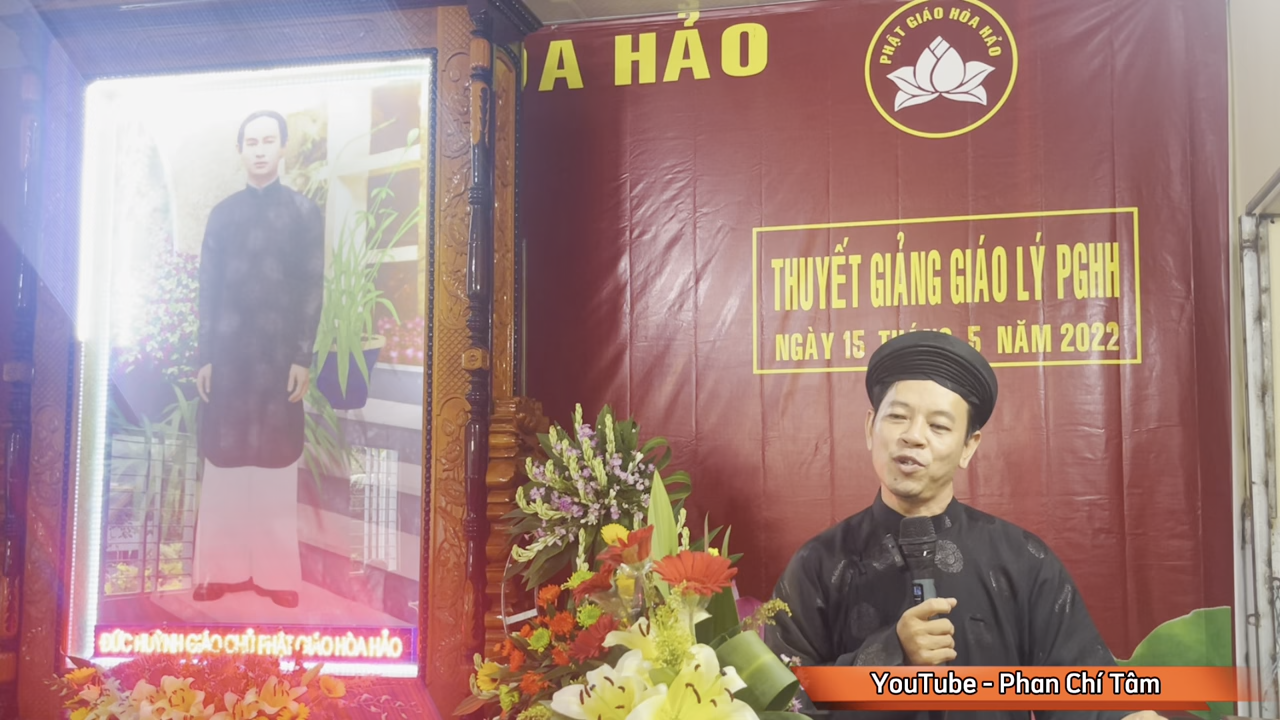 HẢO
PHẬT GIÁO HÒA HẢO
THUYẾT GIẢNG GIÁO LÝ PGHH
NGÀY 15 THÁNG 5 NĂM 2022
ĐỨC HUỲNH GIÁO CHỦ PHẬT GIÁO HÒA HẢO
YouTube - Phan Chí Tâm